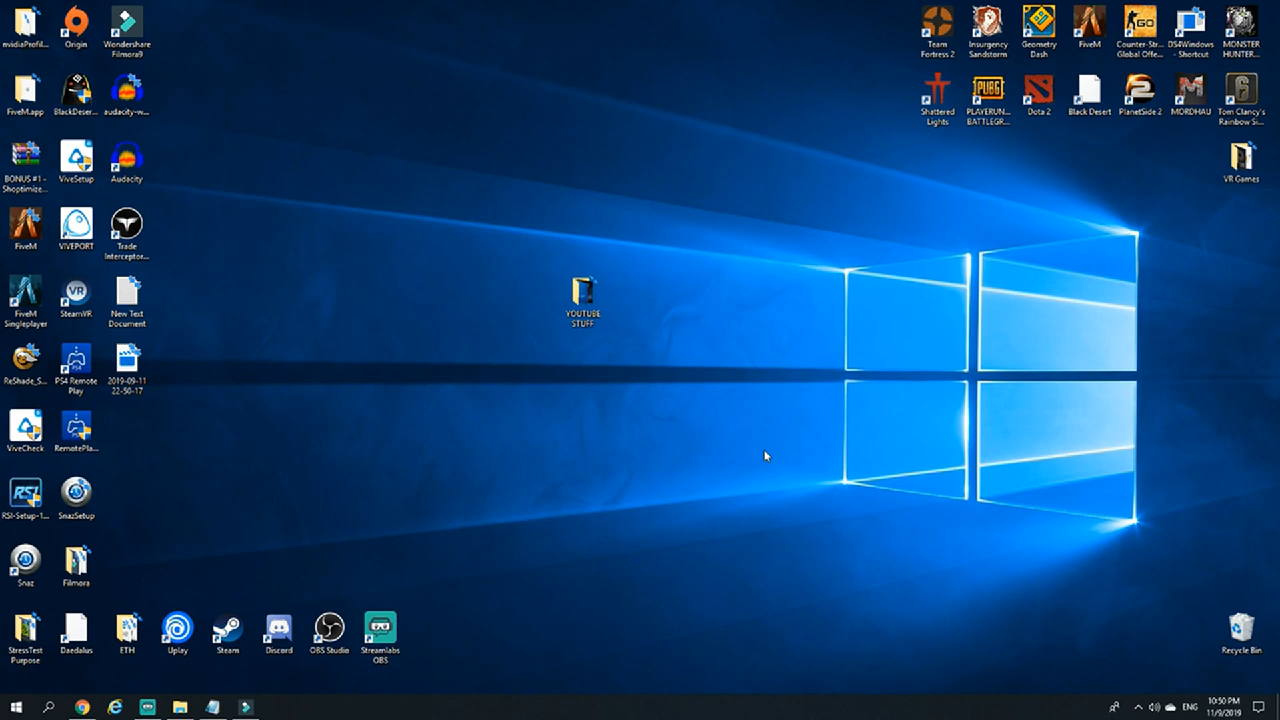 nvidiaProfil...
Origin
Wondershare
Filmora9
Team
Fortress 2
Insurgency
Sandstorm
Geometry
Dash
FiveM
Counter-Str...
Global Offe...
DS4Windows
- Shortcut
MONSTER
HUNTER...
FiveM.app
BlackDeser...
audacity-w...
Shattered
Lights
PLAYERUN...
BATTLEGR...
Dota 2
Black Desert
PlanetSide 2
MORDHAU
Tom Clancy's
Rainbow Si...
BONUS #1 -
Shoptimize...
ViveSetup
Audacity
VR Games
FiveM
VIVEPORT
Trade
Interceptor...
FiveM
Singleplayer
SteamVR
New Text
Document
YOUTUBE
STUFF
ReShade_S...
PS4 Remote
Play
2019-09-11
22-50-17
ViveCheck
RemotePla...
RSI-Setup-1...
SnazSetup
Snaz
Filmora
StressTest
Purpose
Daedalus
ETH
Uplay
Steam
Discord
OBS Studio
Streamlabs
OBS
Recycle Bin
ENG
10:50 PM
11/9/2019